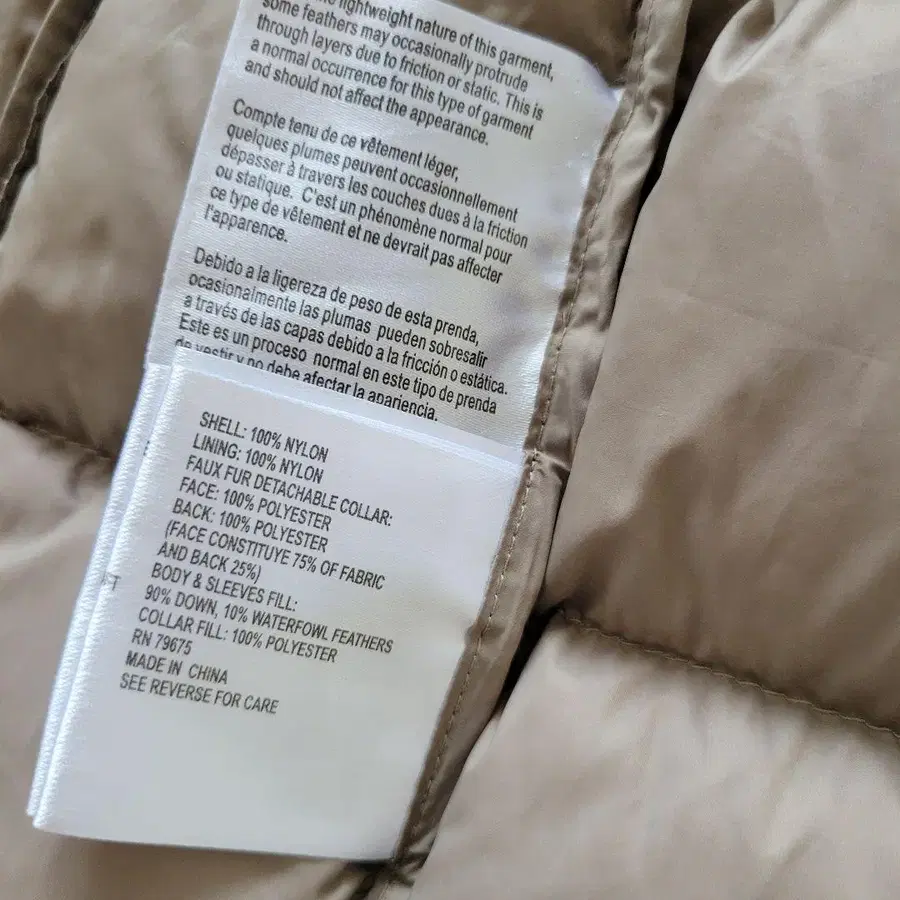 the lightweight nature of this garment,
some feathers may occasionally protrude
through layers due to friction or static. This is
a normal occurrence for this type of garment
and should not affect the appearance.
Compte tenu de ce vêtement léger,
quelques plumes peuvent occasionnellement
dépasser à travers les couches dues à la friction
ou statique. C'est un phénomène normal pour
ce type de vêtement et ne devrait pas affecter
l'apparence.
Debido a la ligereza de peso de esta prenda,
ocasionalmente las plumas pueden sobresalir
a través de las capas debido a la fricción o estática.
Este es un proceso normal en este tipo de prenda
de vestir y no debe afectar la apariencia.
SHELL: 100% NYLON
LINING: 100% NYLON
FAUX FUR DETACHABLE COLLAR:
FACE: 100% POLYESTER
BACK: 100% POLYESTER
(FACE CONSTITUYE 75% OF FABRIC
AND BACK 25%)
BODY & SLEEVES FILL:
90% DOWN, 10% WATERFOWL FEATHERS
COLLAR FILL: 100% POLYESTER
RN 79675
MADE IN CHINA
SEE REVERSE FOR CARE